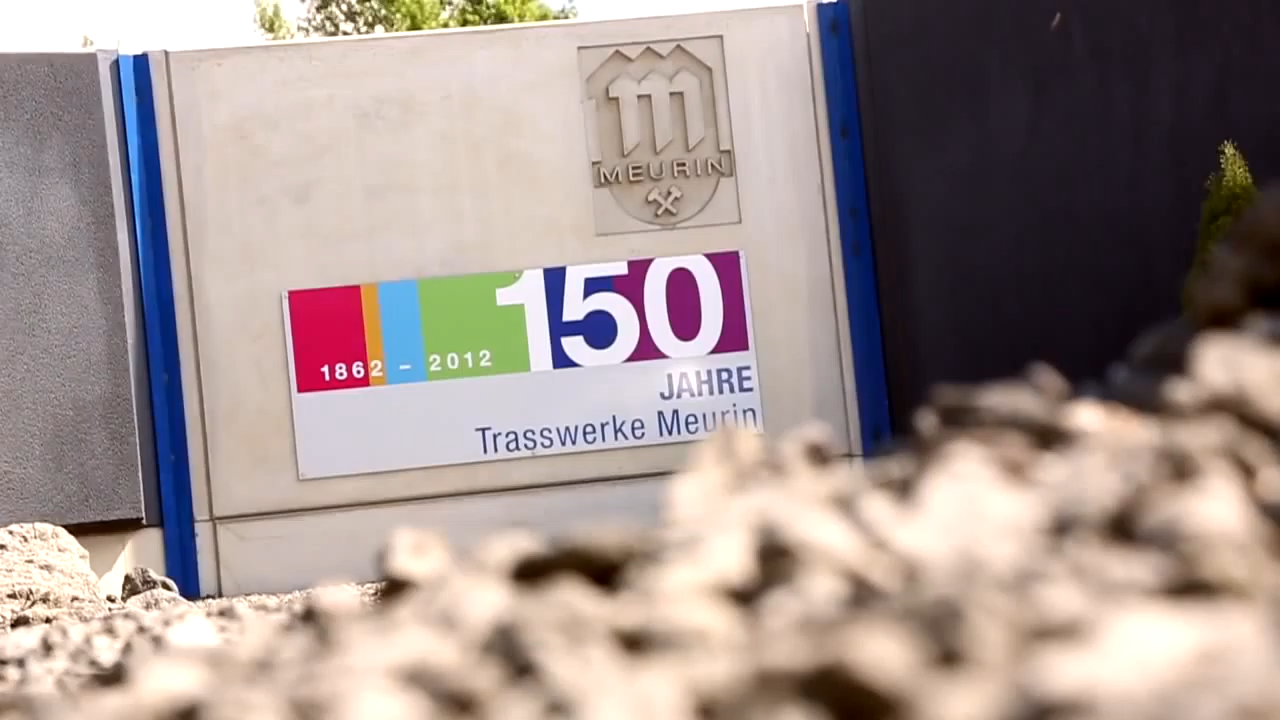 m
MEURIN
150
1862 – 2012
JAHRE
Trasswerke Meurin